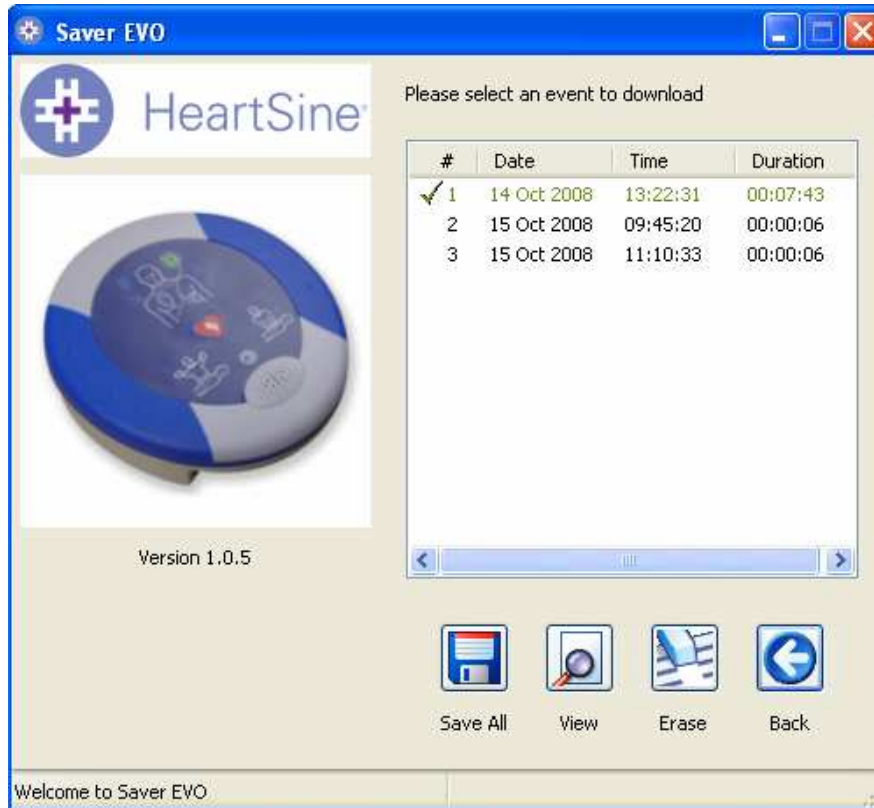 Saver EVO
HeartSine®
Please select an event to download
# Date Time Duration
1 14 Oct 2008 13:22:31 00:07:43
2 15 Oct 2008 09:45:20 00:00:06
3 15 Oct 2008 11:10:33 00:00:06
Version 1.0.5
Save All View Erase Back
Welcome to Saver EVO